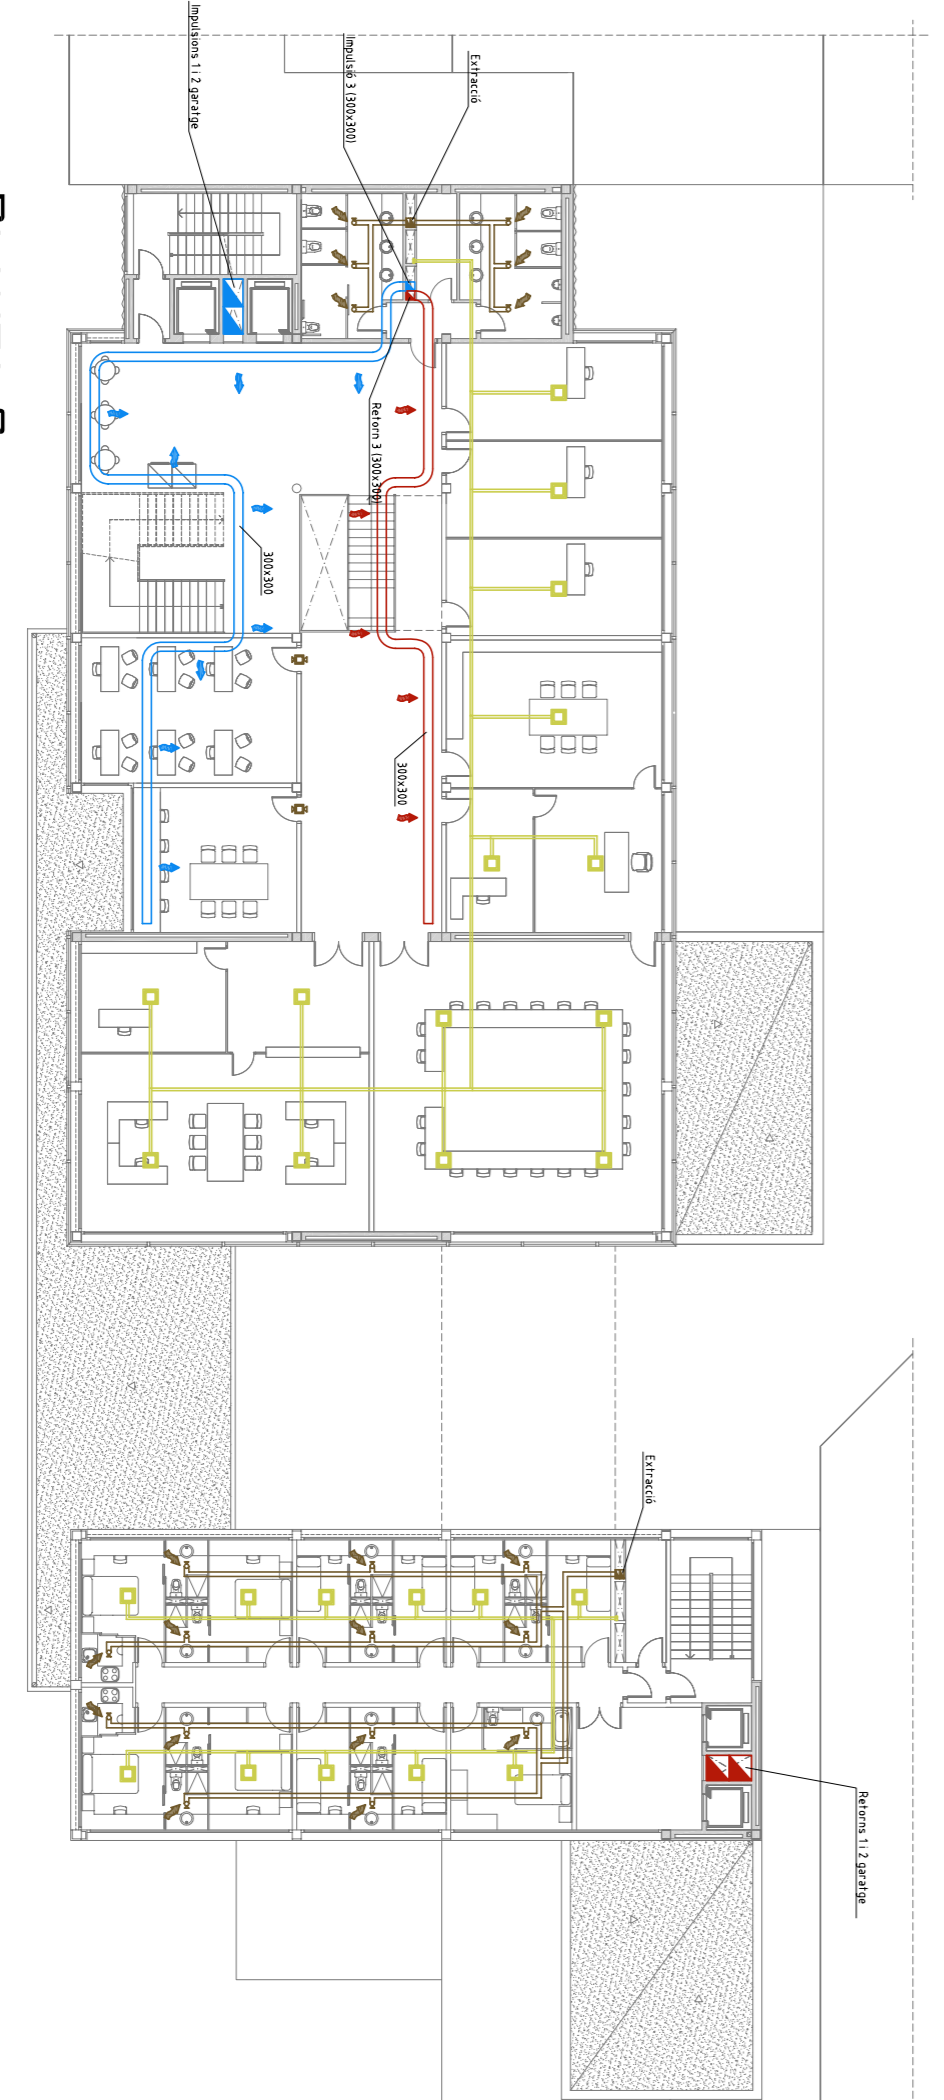 Impulsions 1 i 2 garatge
Impulsió 3 (300x300)
Extracció
Retorn 3 (300x300)
300x300
300x300
Extracció
Retorns 1 i 2 garatge